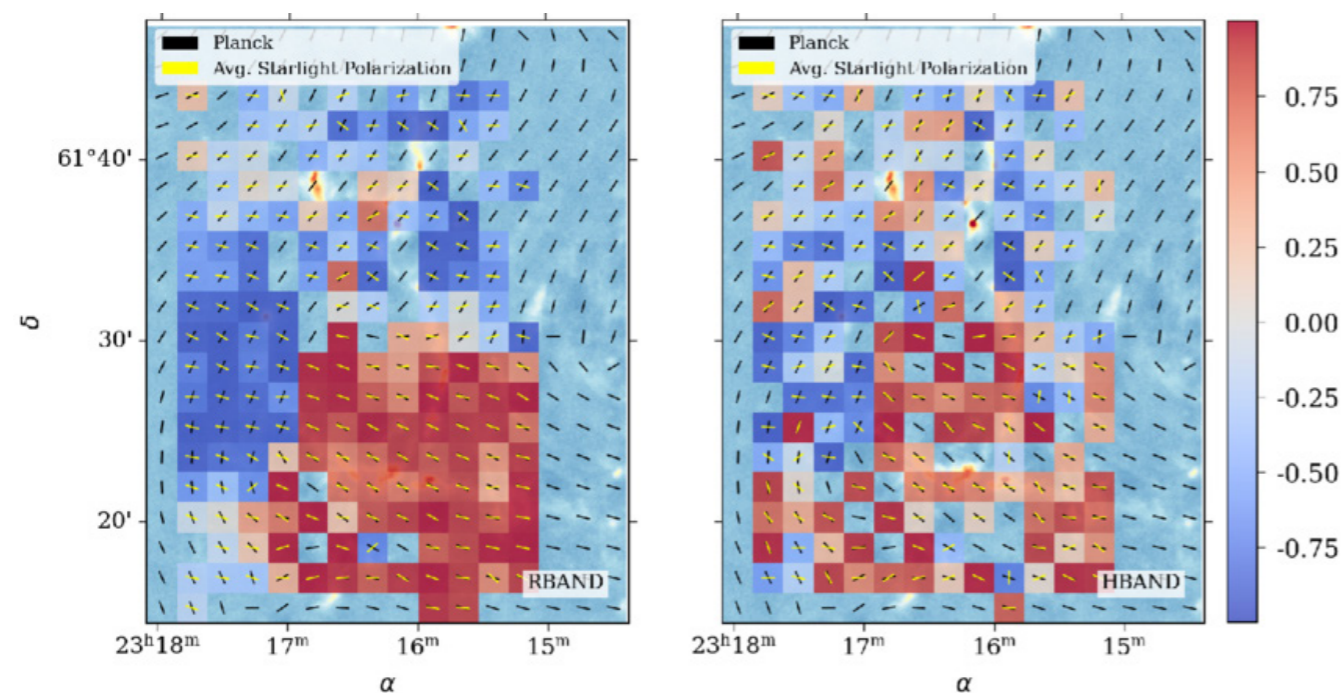 Planck
Avg. Starlight Polarization
Planck
Avg. Starlight Polarization
0.75
61°40'
0.50
0.25
δ
0.00
30'
-0.25
-0.50
20'
-0.75
RBAND
HBAND
23ʰ18ᵐ
17ᵐ
16ᵐ
15ᵐ
23ʰ18ᵐ
17ᵐ
16ᵐ
15ᵐ
α
α